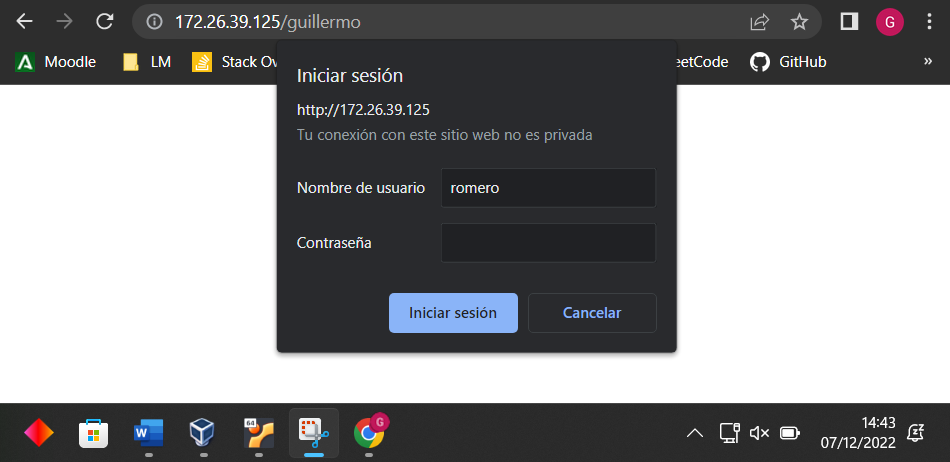 172.26.39.125/guillermo
G
Moodle
LM
Stack Ov
eetCode
GitHub
»
Iniciar sesión
http://172.26.39.125
Tu conexión con este sitio web no es privada
Nombre de usuario
romero
Contraseña
Iniciar sesión
Cancelar
64
G
14:43
07/12/2022